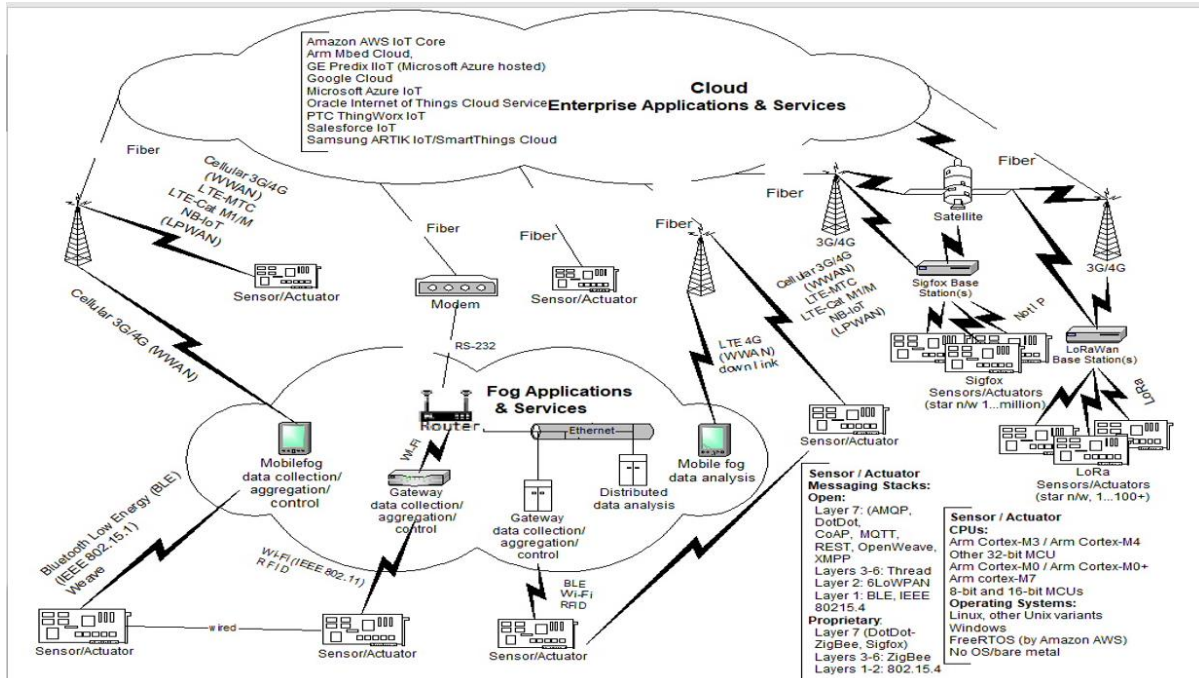 Amazon AWS IoT Core
Arm Mbed Cloud,
GE Predix IIoT (Microsoft Azure hosted)
Google Cloud
Microsoft Azure IoT
Oracle Internet of Things Cloud Service
PTC ThingWorx IoT
Salesforce IoT
Samsung ARTIK IoT/SmartThings Cloud
Cloud
Enterprise Applications & Services
Fiber
Cellular 3G/4G
(WWAN)
LTE-MTC
LTE-Cat M1/M
NB-IoT
(LPWAN)
Sensor/Actuator
Fiber
Modem
Fiber
Sensor/Actuator
Fiber
Fiber
3G/4G
Satellite
Fiber
3G/4G
Cellular 3G/4G (WWAN)
RS-232
LTE 4G
(WWAN)
down link
Cellular 3G/4G
(WWAN)
LTE-MTC
LTE-Cat M1/M
NB-IoT
(LPWAN)
Sigfox Base
Station(s)
Not IP
Sigfox
Sensors/Actuators
(star n/w 1...million)
LoRaWan
Base Station(s)
LoRa
LoRa
Sensors/Actuators
(star n/w, 1...100+)
Fog Applications
& Services
Router
Ethernet
Wi-Fi
Mobilefog
data collection/
aggregation/
control
Gateway
data collection/
aggregation/
control
Gateway
data collection/
aggregation/
control
Distributed
data analysis
Mobile fog
data analysis
Sensor/Actuator
Bluetooth Low Energy (BLE)
(IEEE 802.15.1)
Weave
Wi-Fi (IEEE 802.11)
RFID
BLE
Wi-Fi
RFID
Sensor/Actuator
wired
Sensor/Actuator
Sensor/Actuator
Sensor / Actuator
Messaging Stacks:
Open:
Layer 7: (AMQP,
DotDot,
CoAP, MQTT,
REST, OpenWeave,
XMPP
Layers 3-6: Thread
Layer 2: 6LoWPAN
Layer 1: BLE, IEEE
80215.4
Proprietary:
Layer 7 (DotDot-
ZigBee, Sigfox)
Layers 3-6: ZigBee
Layers 1-2: 802.15.4
Sensor / Actuator
CPUs:
Arm Cortex-M3 / Arm Cortex-M4
Other 32-bit MCU
Arm Cortex-M0 / Arm Cortex-M0+
Arm cortex-M7
8-bit and 16-bit MCUs
Operating Systems:
Linux, other Unix variants
Windows
FreeRTOS (by Amazon AWS)
No OS/bare metal